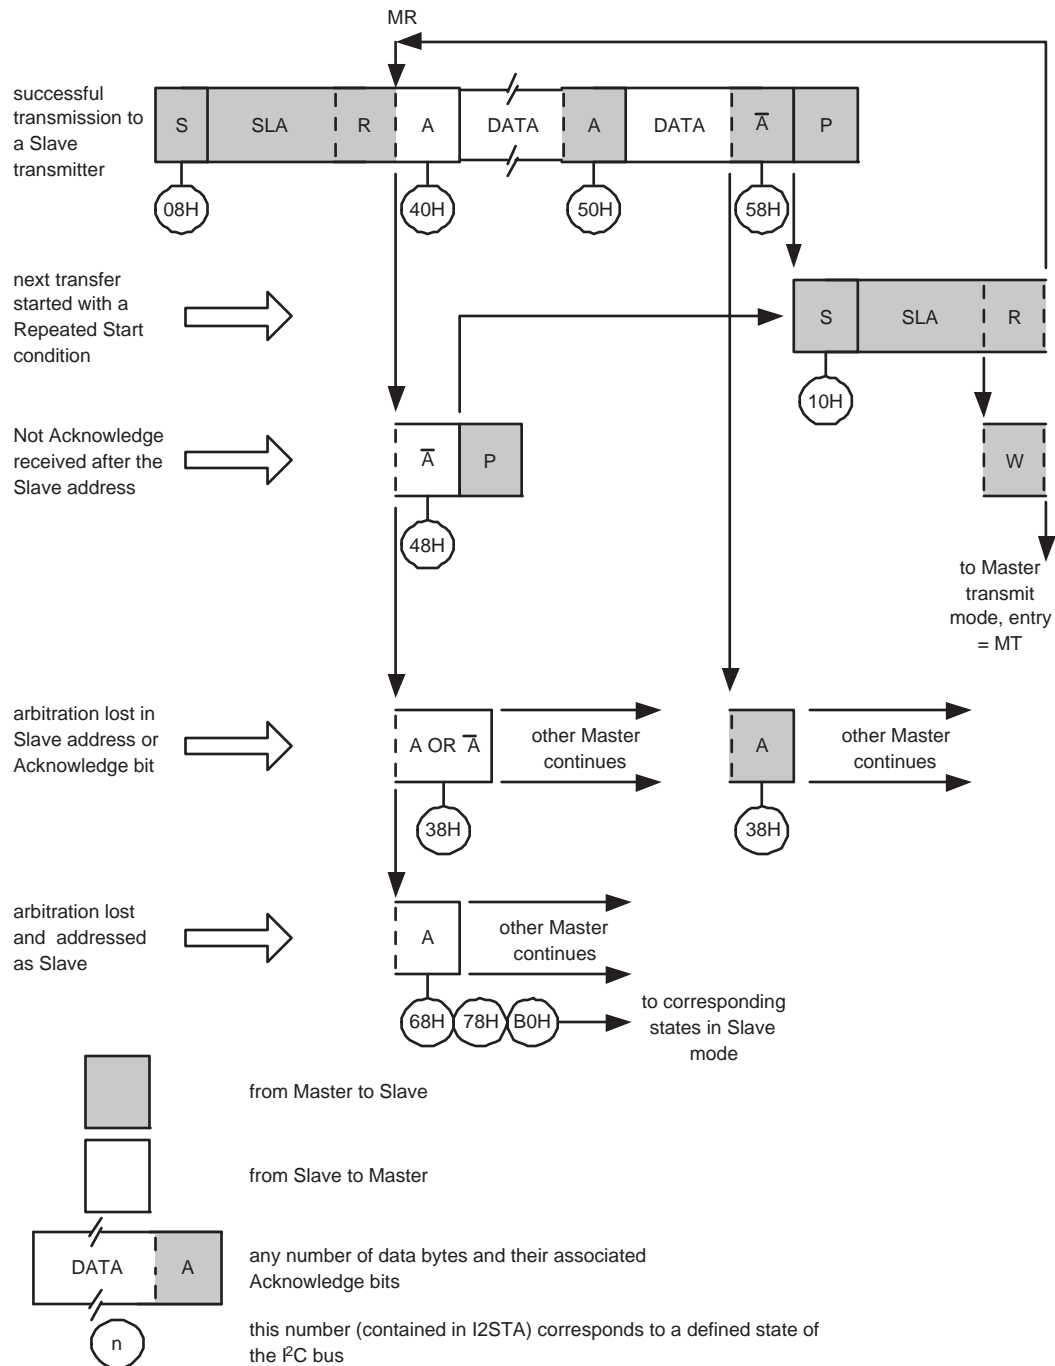 MR
successful
transmission to
a Slave
transmitter
S SLA R A DATA A DATA A̅ P
08H 40H 50H 58H
next transfer
started with a
Repeated Start
condition
S SLA R
10H
Not Acknowledge
received after the
Slave address
A̅ P
W
48H
to Master
transmit
mode, entry
= MT
arbitration lost in
Slave address or
Acknowledge bit
A OR A̅
other Master
continues
A
other Master
continues
38H 38H
arbitration lost
and addressed
as Slave
A
other Master
continues
68H 78H B0H
to corresponding
states in Slave
mode
from Master to Slave
from Slave to Master
DATA A
any number of data bytes and their associated
Acknowledge bits
n
this number (contained in I2STA) corresponds to a defined state of
the I²C bus